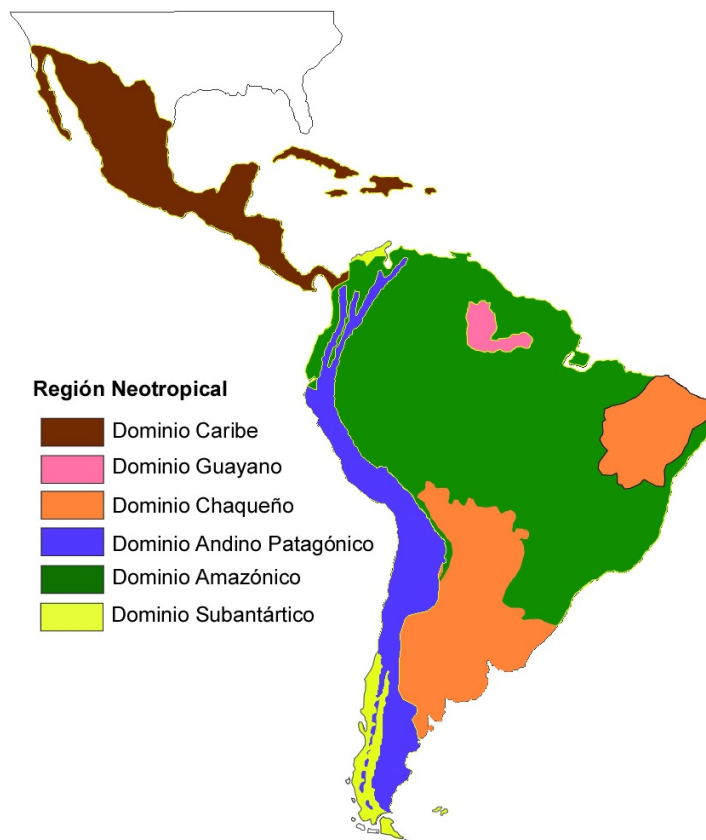 Región Neotropical
Dominio Caribe
Dominio Guayano
Dominio Chaqueño
Dominio Andino Patagónico
Dominio Amazónico
Dominio Subantártico